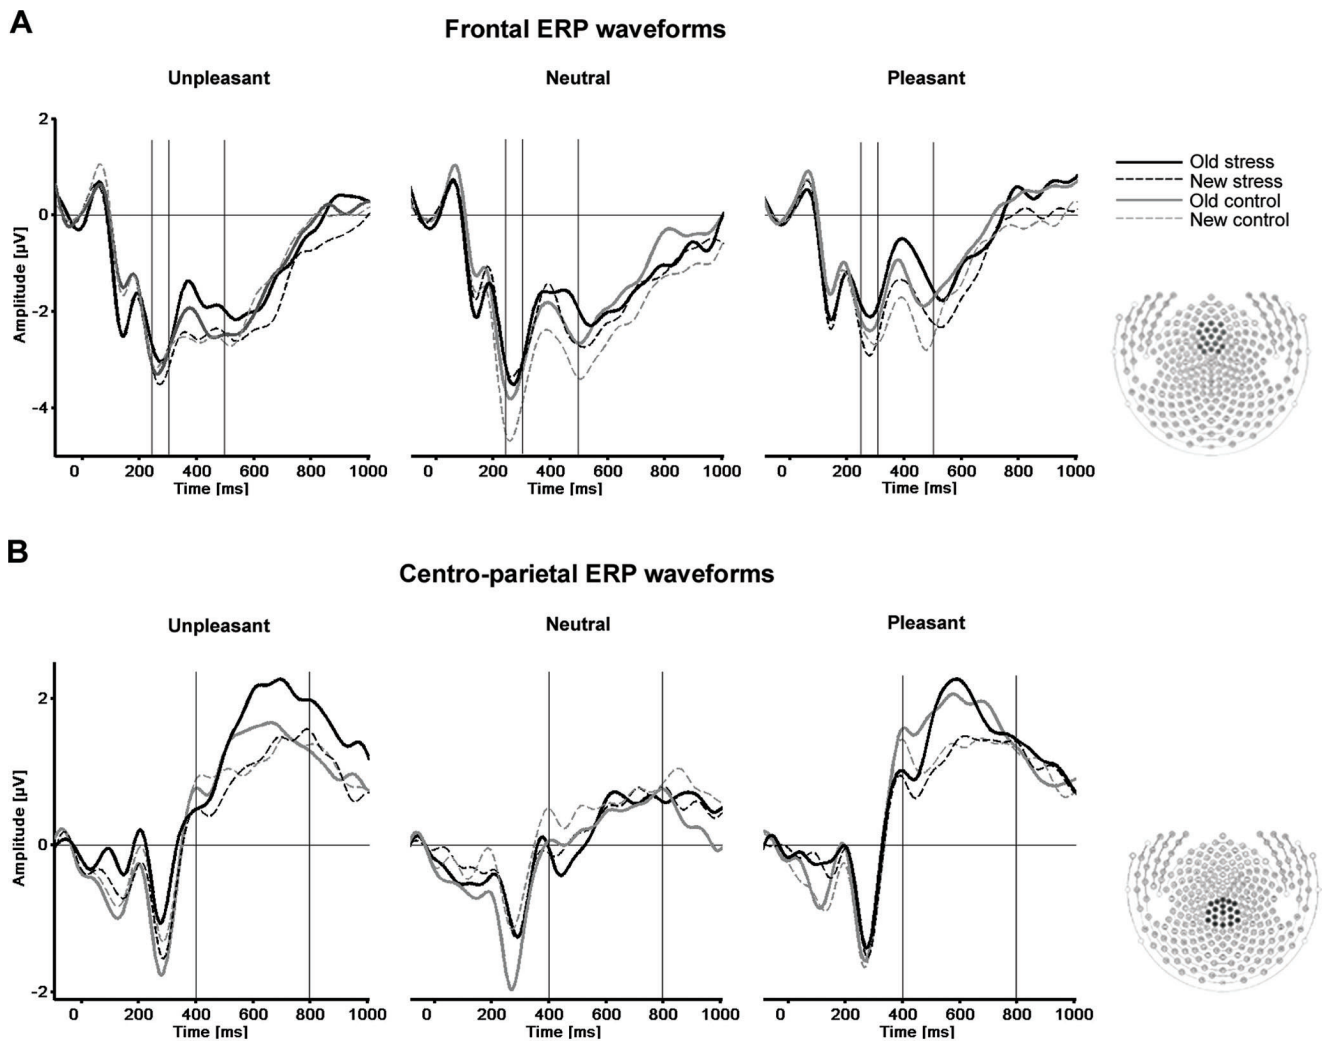 A
Frontal ERP waveforms
Unpleasant Neutral Pleasant
Amplitude [µV]
2
0
-2
-4
0 200 400 600 800 1000
Time [ms]
0 200 400 600 800 1000
Time [ms]
0 200 400 600 800 1000
Time [ms]
Old stress
New stress
Old control
New control
B
Centro-parietal ERP waveforms
Unpleasant Neutral Pleasant
Amplitude [µV]
2
0
-2
0 200 400 600 800 1000
Time [ms]
0 200 400 600 800 1000
Time [ms]
0 200 400 600 800 1000
Time [ms]